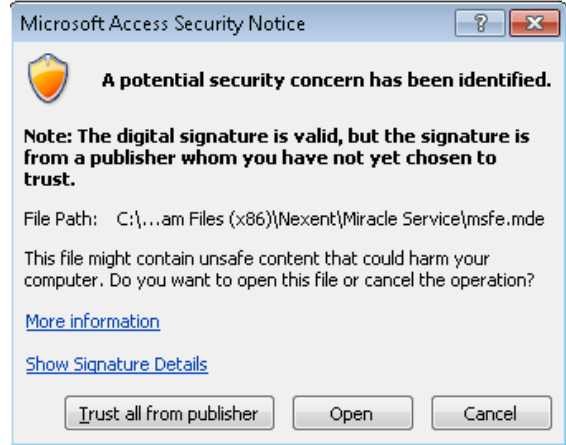 Microsoft Access Security Notice
A potential security concern has been identified.
Note: The digital signature is valid, but the signature is
from a publisher whom you have not yet chosen to
trust.
File Path: C:\...am Files (x86)\Nexent\Miracle Service\msfe.mde
This file might contain unsafe content that could harm your
computer. Do you want to open this file or cancel the operation?
More information
Show Signature Details
Trust all from publisher Open Cancel